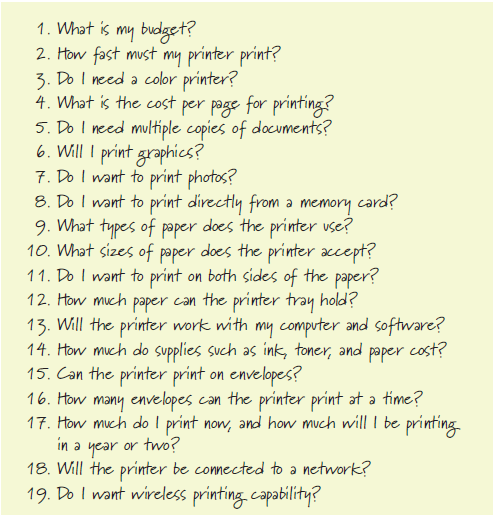 1. What is my budget?
2. How fast must my printer print?
3. Do I need a color printer?
4. What is the cost per page for printing?
5. Do I need multiple copies of documents?
6. Will I print graphics?
7. Do I want to print photos?
8. Do I want to print directly from a memory card?
9. What types of paper does the printer use?
10. What sizes of paper does the printer accept?
11. Do I want to print on both sides of the paper?
12. How much paper can the printer tray hold?
13. Will the printer work with my computer and software?
14. How much do supplies such as ink, toner, and paper cost?
15. Can the printer print on envelopes?
16. How many envelopes can the printer print at a time?
17. How much do I print now, and how much will I be printing
in a year or two?
18. Will the printer be connected to a network?
19. Do I want wireless printing capability?